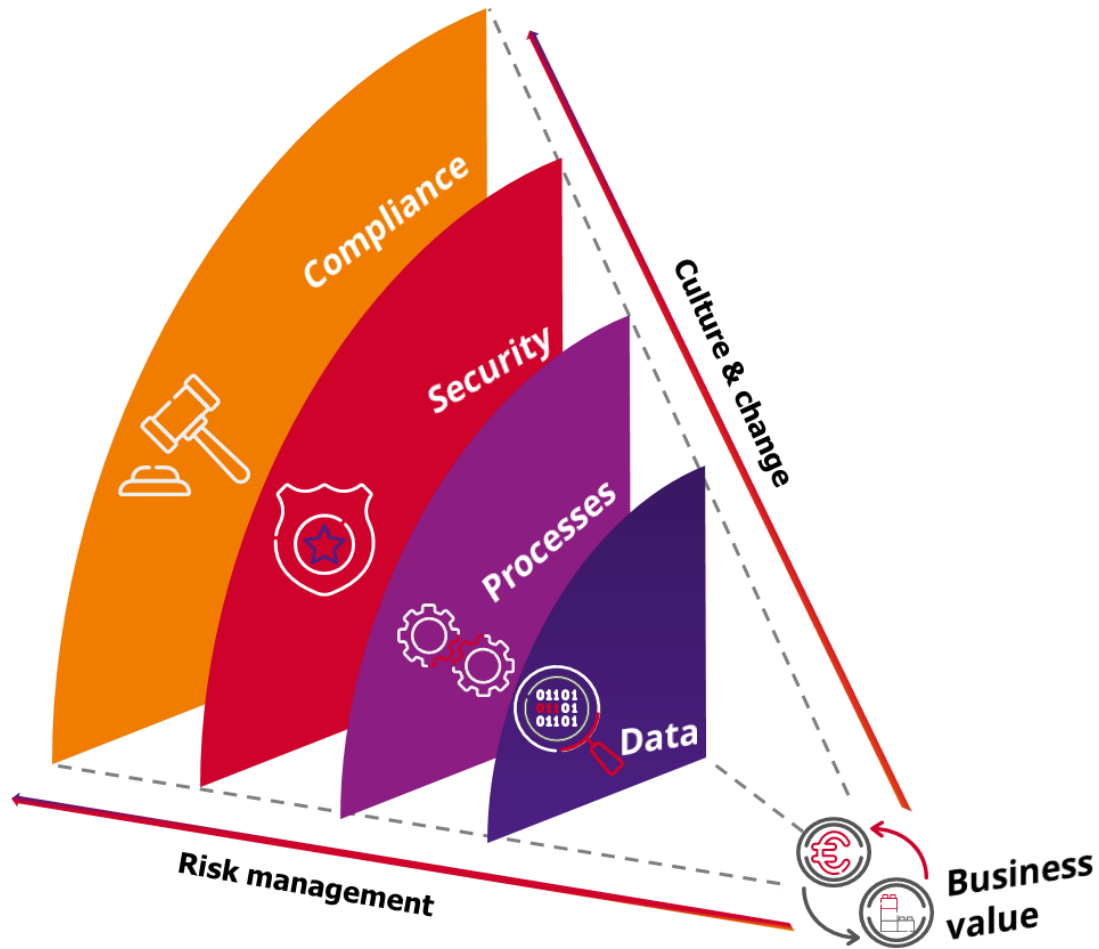 Compliance
Security
Processes
Data
01101
01101
01101
Culture & change
Risk management
Business
value